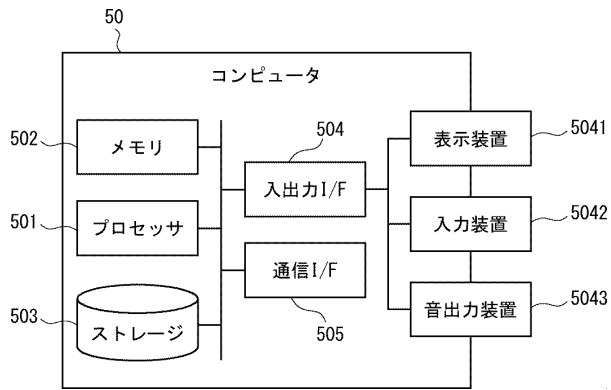 50
コンピュータ
502
メモリ
504
表示装置
5041
入出力I/F
501
プロセッサ
入力装置
5042
通信I/F
503
ストレージ
505
音出力装置
5043